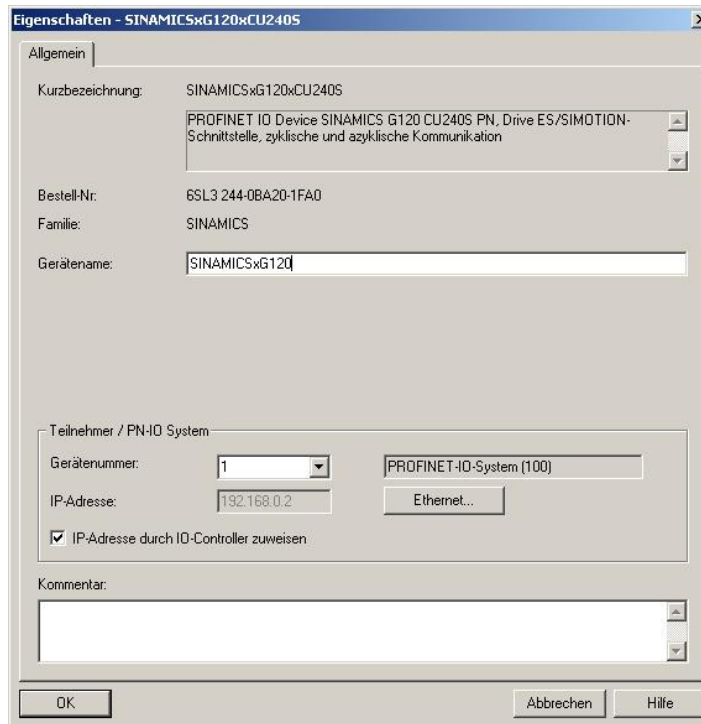 Eigenschaften - SINAMICSxG120xCU240S
Allgemein
Kurzbezeichnung: SINAMICSxG120xCU240S
PROFINET IO Device SINAMICS G120 CU240S PN, Drive ES/SIMOTION-
Schnittstelle, zyklische und azyklische Kommunikation
Bestell-Nr: 6SL3 244-0BA20-1FA0
Familie: SINAMICS
Gerätename: SINAMICSxG120
Teilnehmer / PN-IO System
Gerätenummer: 1 PROFINET-IO-System (100)
IP-Adresse: 192.168.0.2 Ethernet...
IP-Adresse durch IO-Controller zuweisen
Kommentar:
OK Abbrechen Hilfe